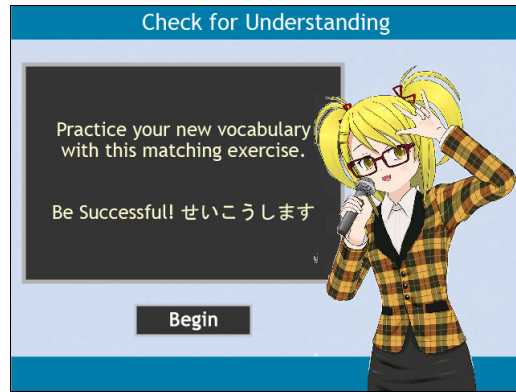 Check for Understanding
Practice your new vocabulary
with this matching exercise.
Be Successful! せいこうします
Begin